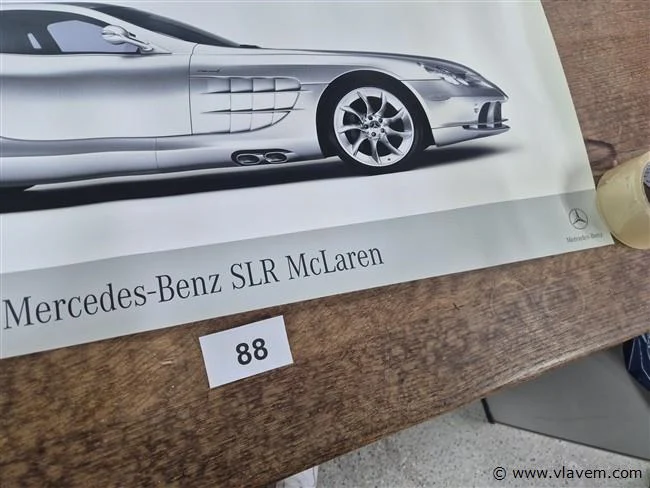 Mercedes-Benz
Mercedes-Benz SLR McLaren
88
© www.vlavem.com